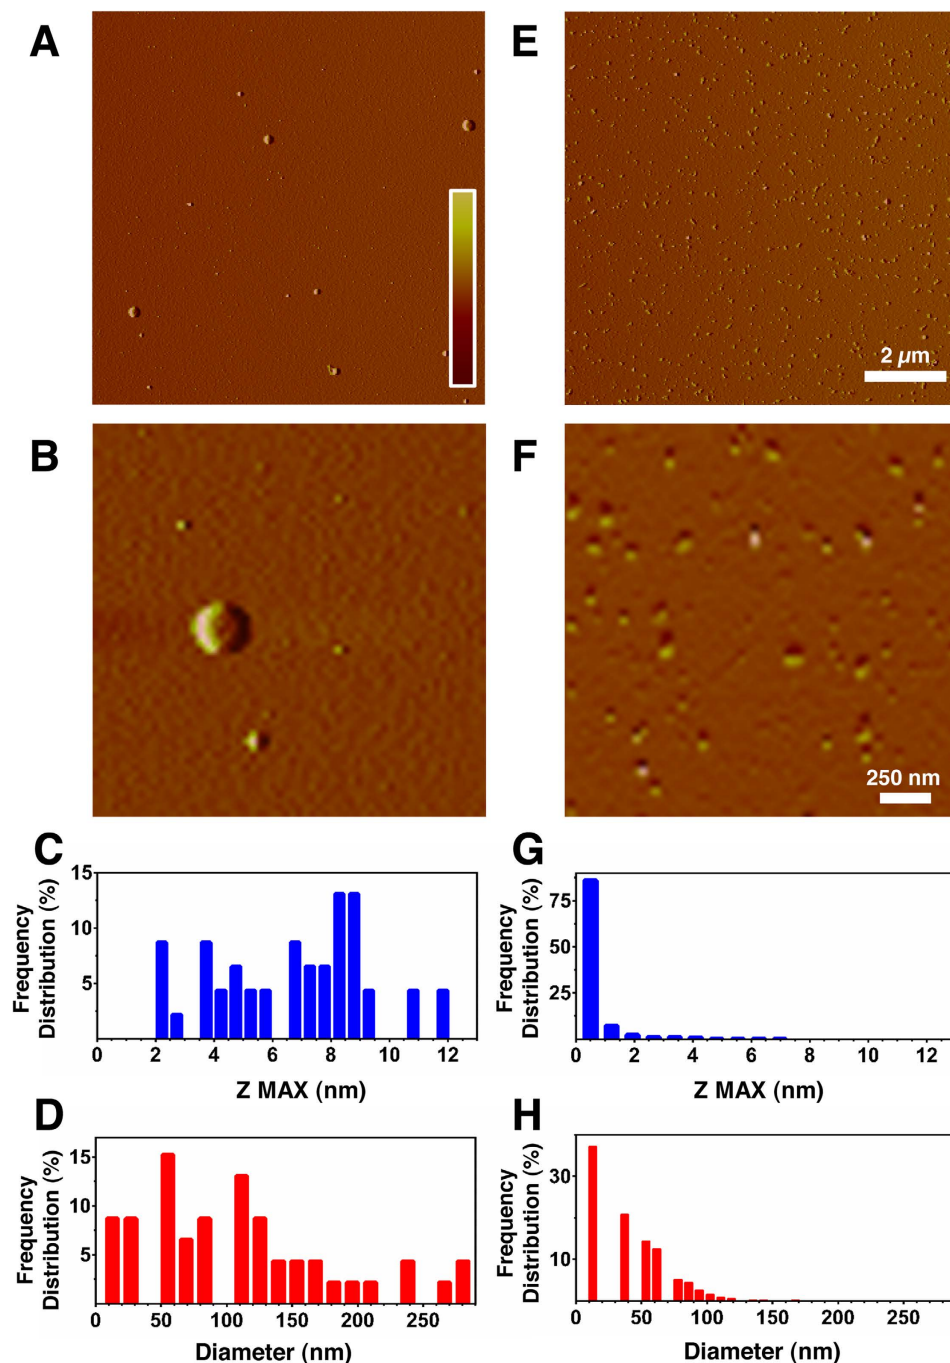 A
E
2 µm
B
F
250 nm
C
G
Frequency
Distribution (%)
15
10
5
0 2 4 6 8 10 12
Z MAX (nm)
Frequency
Distribution (%)
75
50
25
0 2 4 6 8 10 12
Z MAX (nm)
D
H
Frequency
Distribution (%)
15
10
5
0 50 100 150 200 250
Diameter (nm)
Frequency
Distribution (%)
30
10
0 50 100 150 200 250
Diameter (nm)